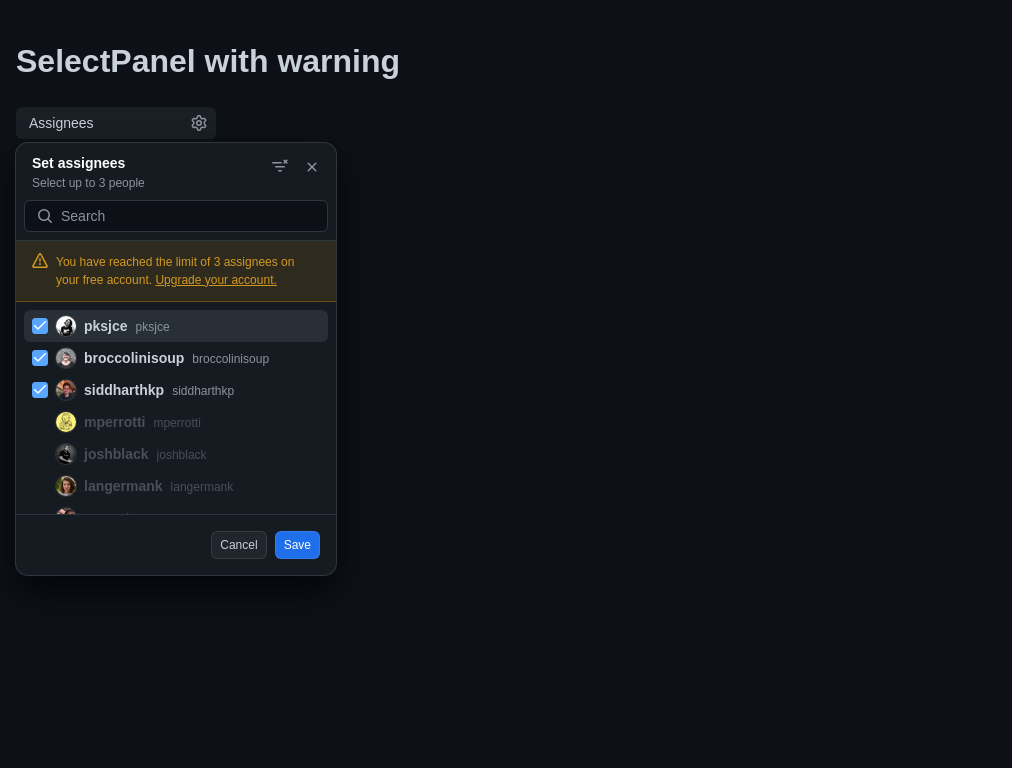 SelectPanel with warning
Assignees
Set assignees
Select up to 3 people
Search
You have reached the limit of 3 assignees on
your free account. Upgrade your account.
pksjce pksjce
broccolinisoup broccolinisoup
siddharthkp siddharthkp
mperrotti mperrotti
joshblack joshblack
langermank langermank
Cancel Save